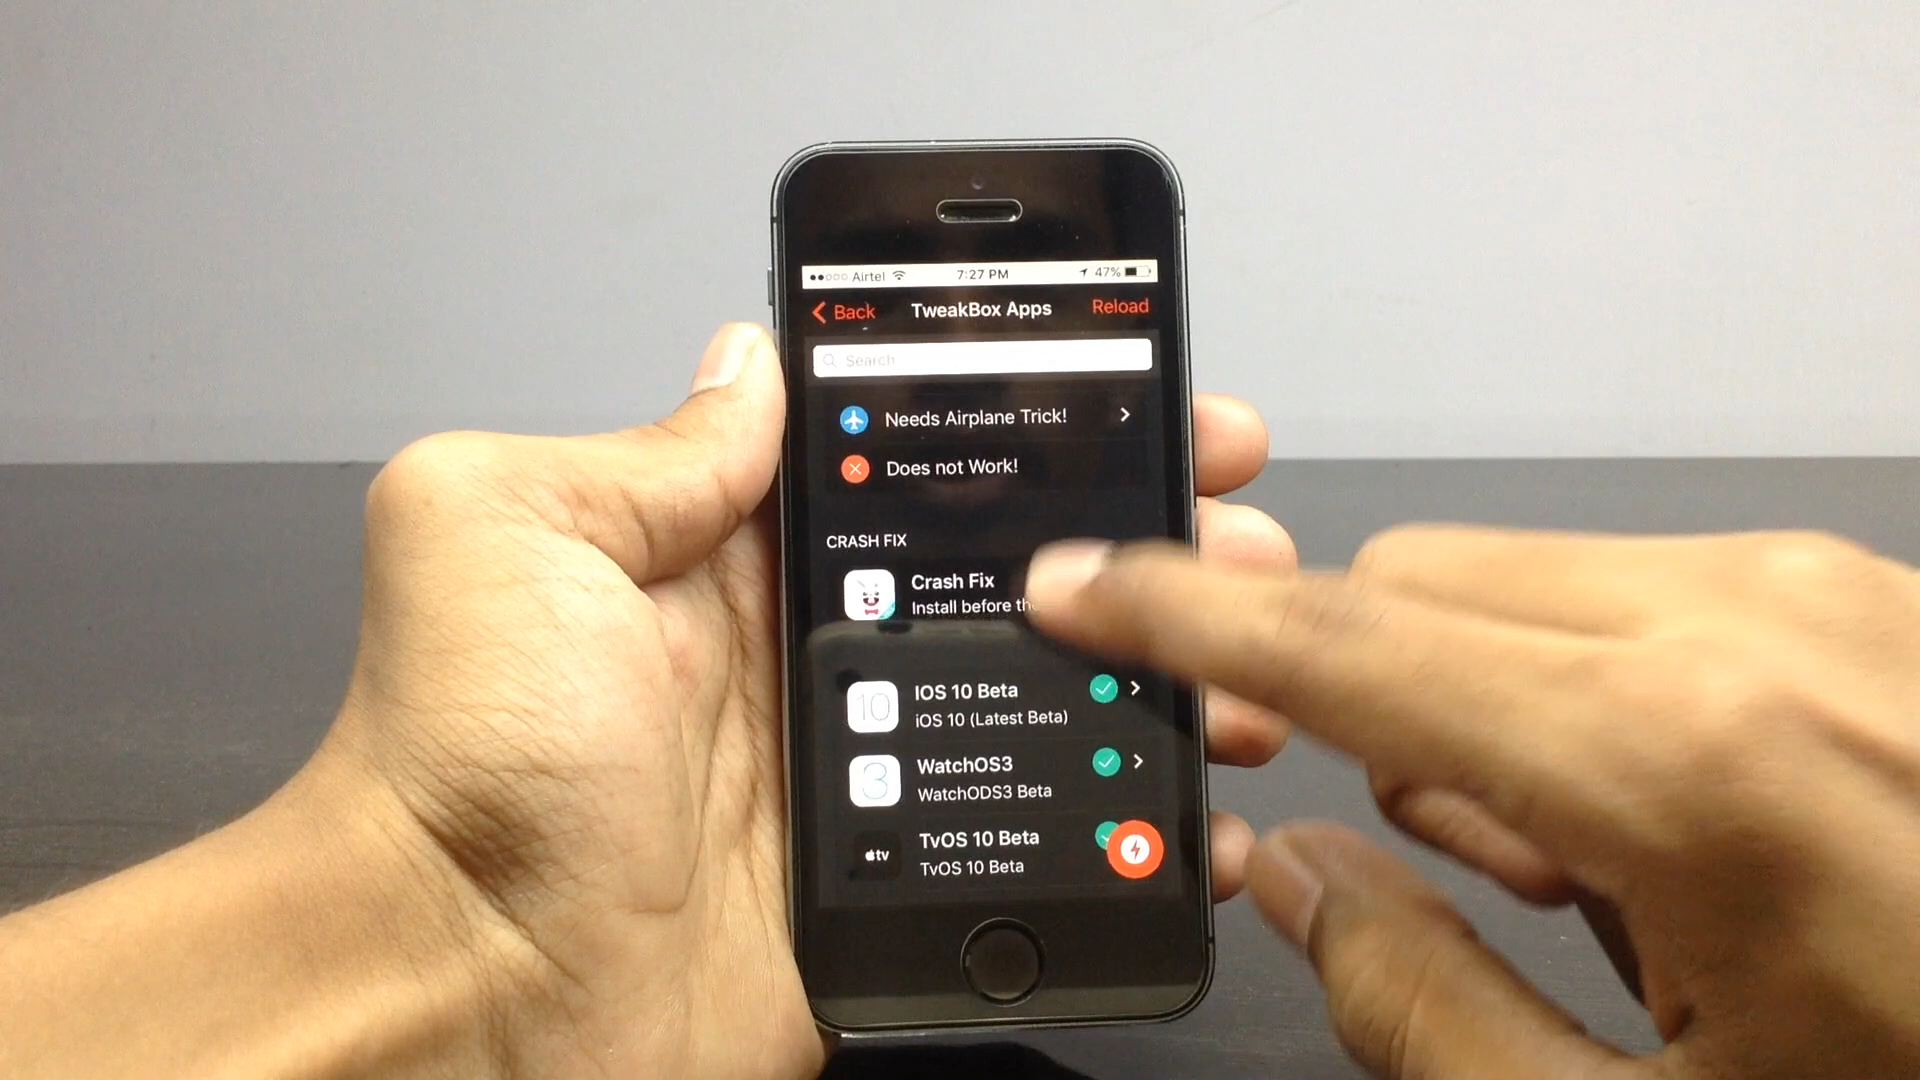 Airtel 7:27 PM 47%
Back TweakBox Apps Reload
Search
Needs Airplane Trick!
Does not Work!
CRASH FIX
Crash Fix
Install before
10
IOS 10 Beta
iOS 10 (Latest Beta)
3
WatchOS3
WatchODS3 Beta
tv
TvOS 10 Beta
TvOS 10 Beta